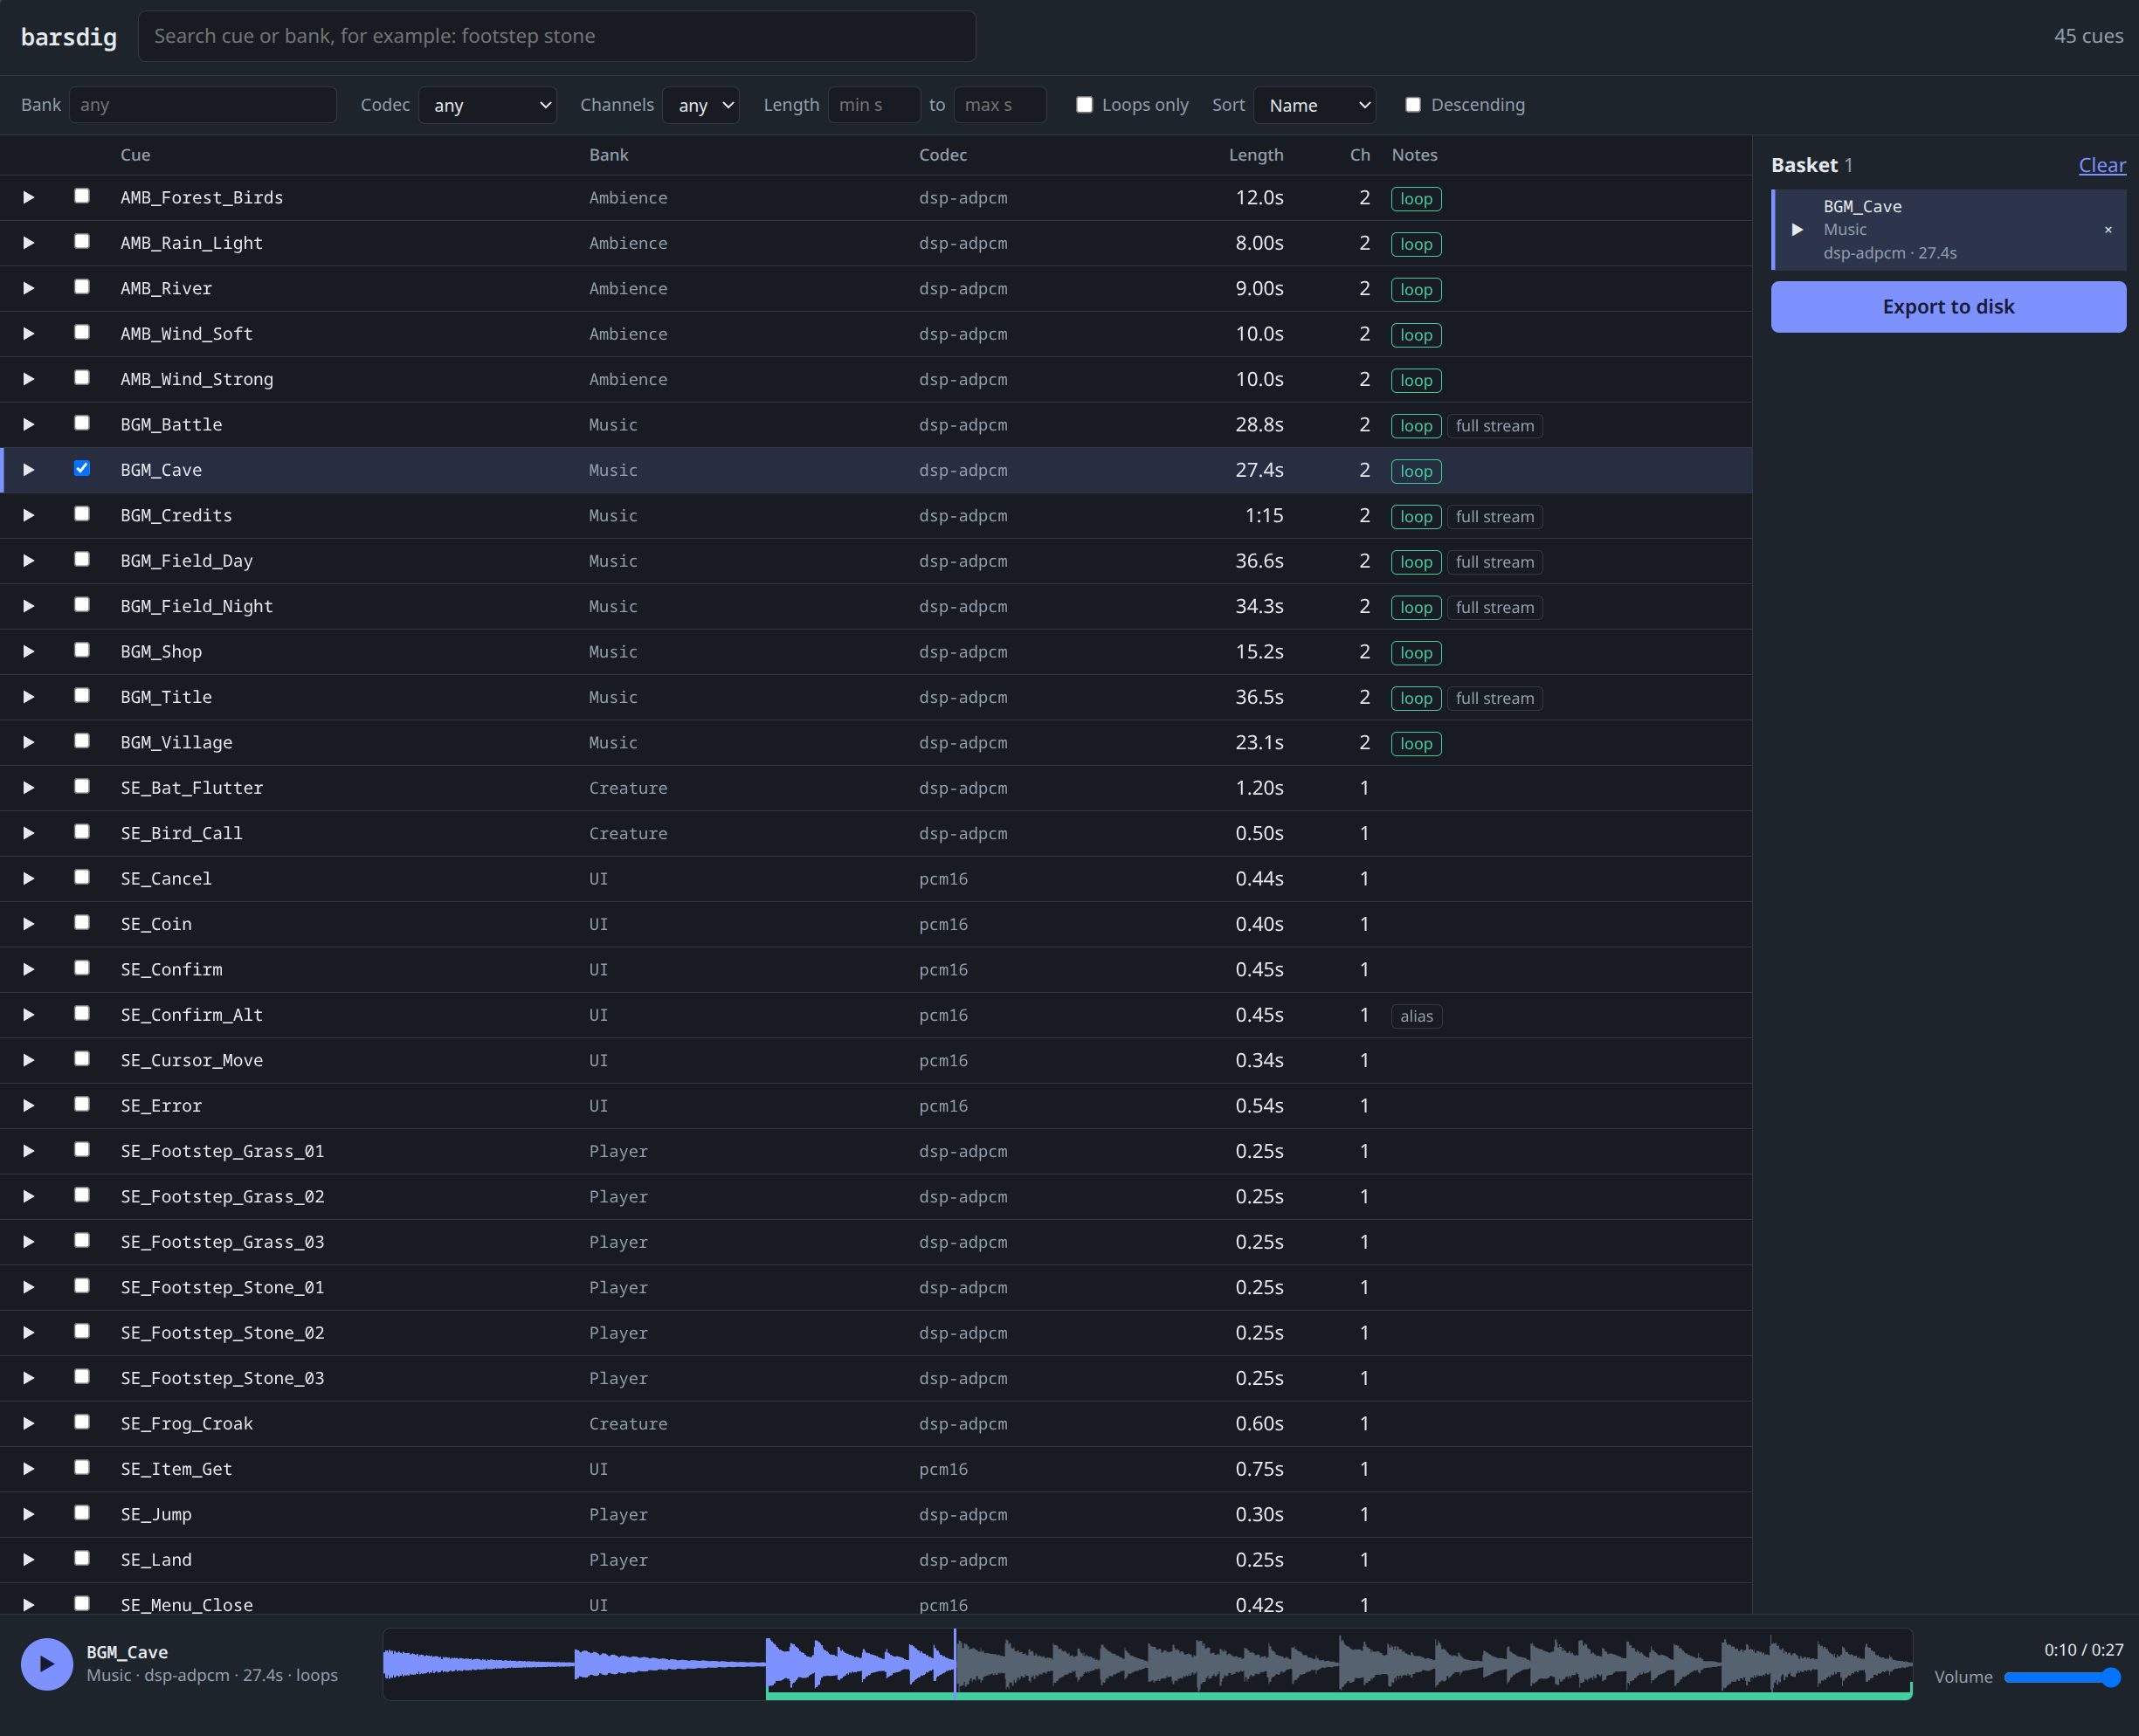 barsdig Search cue or bank, for example: footstep stone 45 cues
Bank any Codec any Channels any Length min s to max s Loops only Sort Name Descending
Cue Bank Codec Length Ch Notes
AMB_Forest_Birds Ambience dsp-adpcm 12.0s 2 loop
AMB_Rain_Light Ambience dsp-adpcm 8.00s 2 loop
AMB_River Ambience dsp-adpcm 9.00s 2 loop
AMB_Wind_Soft Ambience dsp-adpcm 10.0s 2 loop
AMB_Wind_Strong Ambience dsp-adpcm 10.0s 2 loop
BGM_Battle Music dsp-adpcm 28.8s 2 loop full stream
BGM_Cave Music dsp-adpcm 27.4s 2 loop
BGM_Credits Music dsp-adpcm 1:15 2 loop full stream
BGM_Field_Day Music dsp-adpcm 36.6s 2 loop full stream
BGM_Field_Night Music dsp-adpcm 34.3s 2 loop full stream
BGM_Shop Music dsp-adpcm 15.2s 2 loop
BGM_Title Music dsp-adpcm 36.5s 2 loop full stream
BGM_Village Music dsp-adpcm 23.1s 2 loop
SE_Bat_Flutter Creature dsp-adpcm 1.20s 1
SE_Bird_Call Creature dsp-adpcm 0.50s 1
SE_Cancel UI pcm16 0.44s 1
SE_Coin UI pcm16 0.40s 1
SE_Confirm UI pcm16 0.45s 1
SE_Confirm_Alt UI pcm16 0.45s 1 alias
SE_Cursor_Move UI pcm16 0.34s 1
SE_Error UI pcm16 0.54s 1
SE_Footstep_Grass_01 Player dsp-adpcm 0.25s 1
SE_Footstep_Grass_02 Player dsp-adpcm 0.25s 1
SE_Footstep_Grass_03 Player dsp-adpcm 0.25s 1
SE_Footstep_Stone_01 Player dsp-adpcm 0.25s 1
SE_Footstep_Stone_02 Player dsp-adpcm 0.25s 1
SE_Footstep_Stone_03 Player dsp-adpcm 0.25s 1
SE_Frog_Croak Creature dsp-adpcm 0.60s 1
SE_Item_Get UI pcm16 0.75s 1
SE_Jump Player dsp-adpcm 0.30s 1
SE_Land Player dsp-adpcm 0.25s 1
SE_Menu_Close UI pcm16 0.42s 1
Basket 1 Clear
BGM_Cave
Music
dsp-adpcm · 27.4s
×
Export to disk
BGM_Cave
Music · dsp-adpcm · 27.4s · loops
0:10 / 0:27
Volume